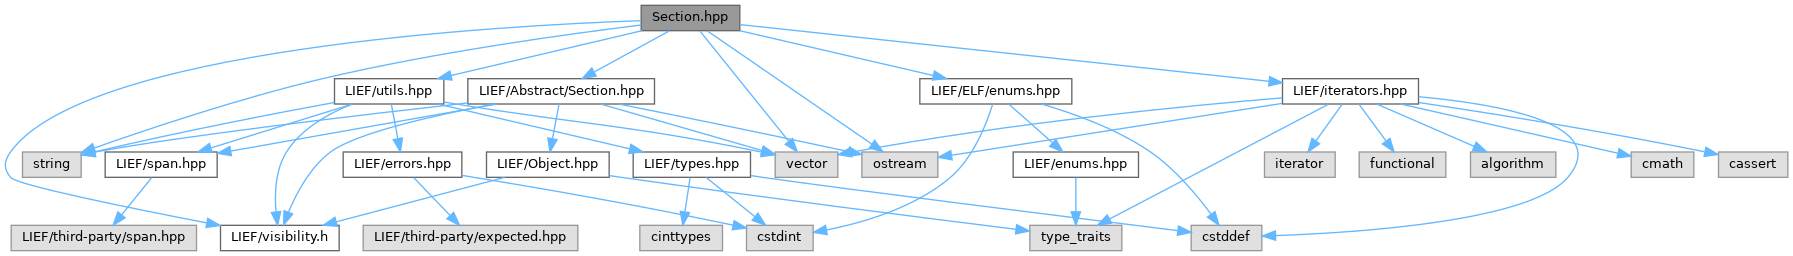 Section.hpp
LIEF/utils.hpp
LIEF/Abstract/Section.hpp
LIEF/ELF/enums.hpp
LIEF/iterators.hpp
string
LIEF/span.hpp
LIEF/errors.hpp
LIEF/Object.hpp
LIEF/types.hpp
vector
ostream
LIEF/enums.hpp
iterator
functional
algorithm
cmath
cassert
LIEF/third-party/span.hpp
LIEF/visibility.h
LIEF/third-party/expected.hpp
cinttypes
cstdint
type_traits
cstddef